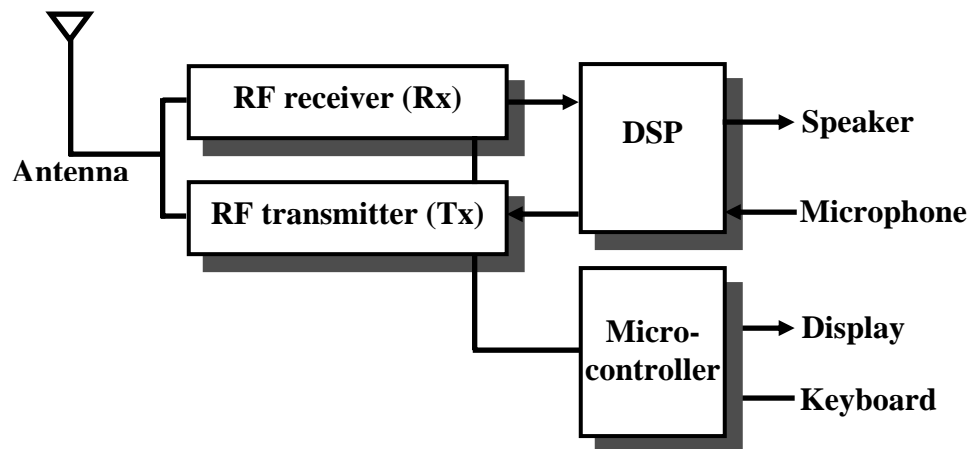 RF receiver (Rx)
DSP
Speaker
Antenna
RF transmitter (Tx)
Microphone
Micro-
controller
Display
Keyboard